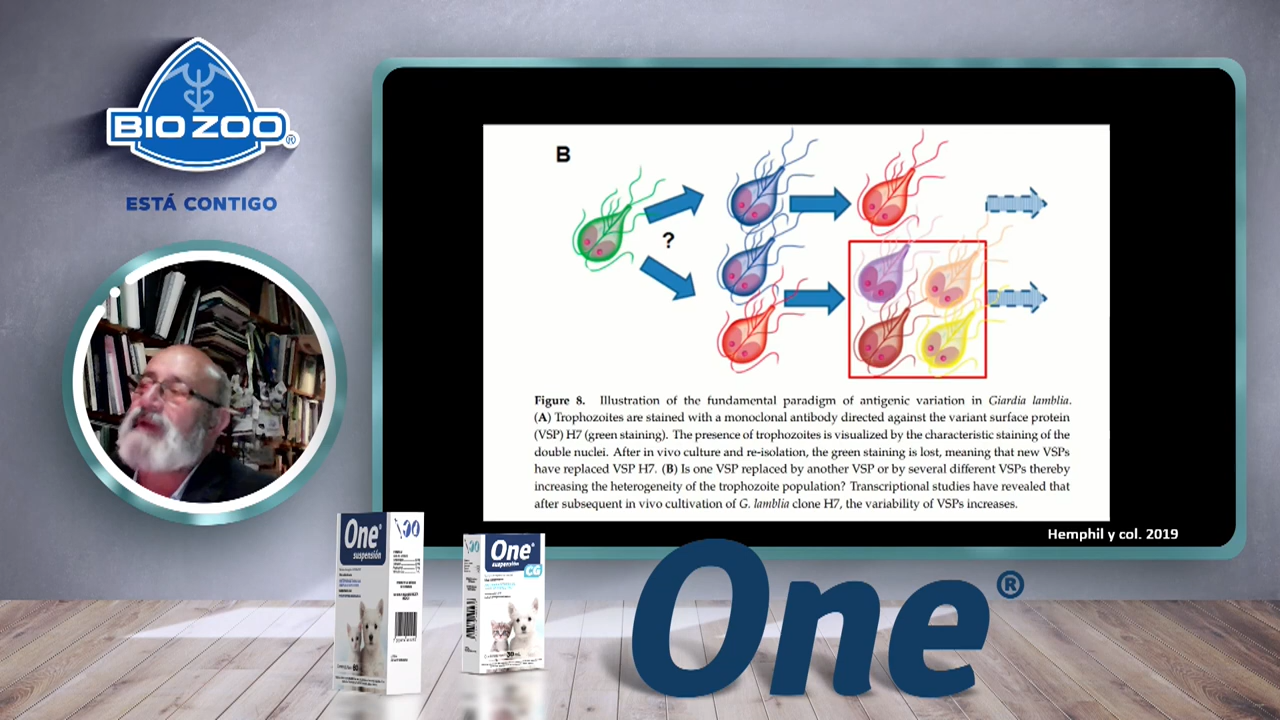 BIO ZOO®
ESTÁ CONTIGO
B
?
Figure 8. Illustration of the fundamental paradigm of antigenic variation in Giardia lamblia.
(A) Trophozoites are stained with a monoclonal antibody directed against the variant surface protein
(VSP) H7 (green staining). The presence of trophozoites is visualized by the characteristic staining of the
double nuclei. After in vivo culture and re-isolation, the green staining is lost, meaning that new VSPs
have replaced VSP H7. (B) Is one VSP replaced by another VSP or by several different VSPs thereby
increasing the heterogeneity of the trophozoite population? Transcriptional studies have revealed that
after subsequent in vivo cultivation of G. lamblia clone H7, the variability of VSPs increases.
Hemphil y col. 2019
One®
suspensión
One®
suspensión
CG
One®